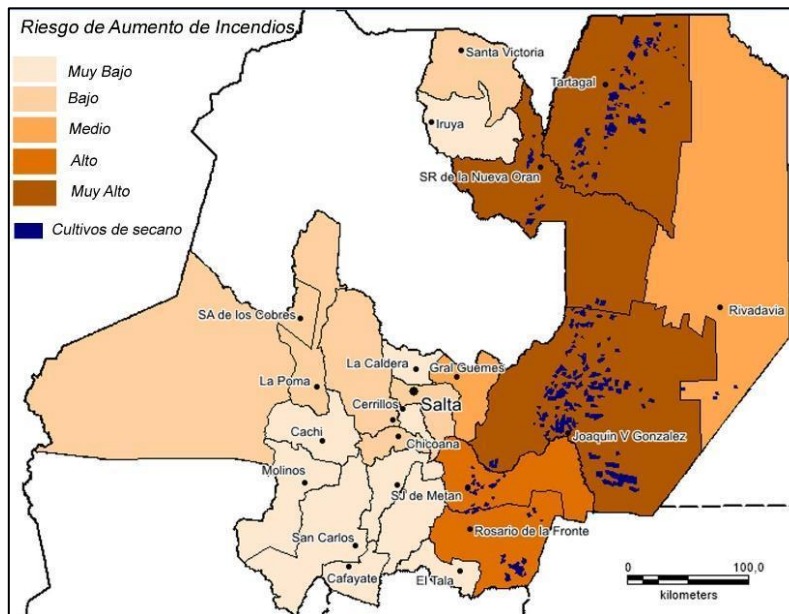 Riesgo de Aumento de Incendios
Muy Bajo
Bajo
Medio
Alto
Muy Alto
Cultivos de secano
Santa Victoria
Tartagal
Iruya
SR de la Nueva Oran
SA de los Cobres
Rivadavia
La Caldera
Gral Guemes
La Poma
Salta
Cerrillos
Cachi
Chicoana
Joaquin V Gonzalez
Molinos
SJ de Metan
San Carlos
Rosario de la Fronte
Cafayate
El Tala
0
100,0
kilometers